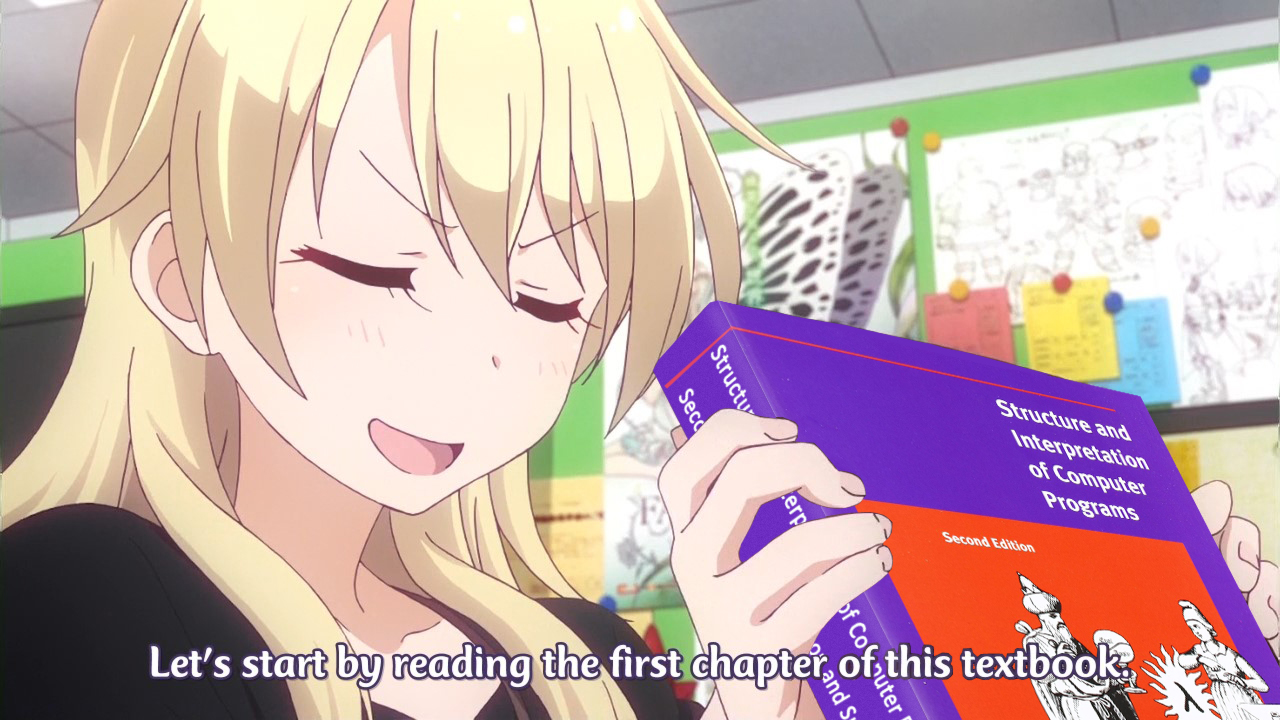 Structure and
Interpretation
of Computer
Programs
Second Edition
λ
Let's start by reading the first chapter of this textbook.